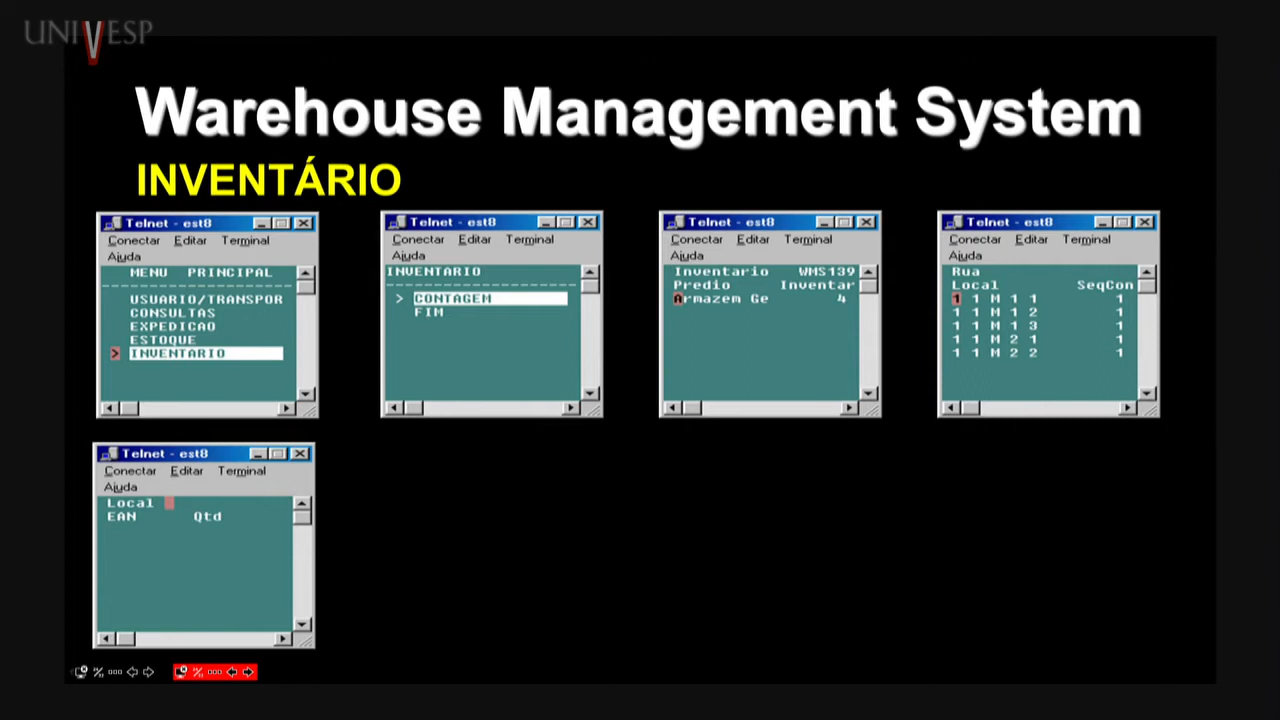 UNIVESP
Warehouse Management System
INVENTÁRIO
Telnet - est8
Conectar Editar Terminal
Ajuda
MENU PRINCIPAL
USUARIO/TRANSPOR
CONSULTAS
EXPEDICAO
ESTOQUE
> INVENTARIO
Telnet - est8
Conectar Editar Terminal
Ajuda
INVENTARIO
> CONTAGEM
FIM
Telnet - est8
Conectar Editar Terminal
Ajuda
Inventario WMS139
Predio Inventar
Armazem Ge 4
Telnet - est8
Conectar Editar Terminal
Ajuda
Rua
Local SeqCon
1 1 M 1 1 1
1 1 M 1 2 1
1 1 M 1 3 1
1 1 M 2 1 1
1 1 M 2 2 1
Telnet - est8
Conectar Editar Terminal
Ajuda
Local
EAN Qtd